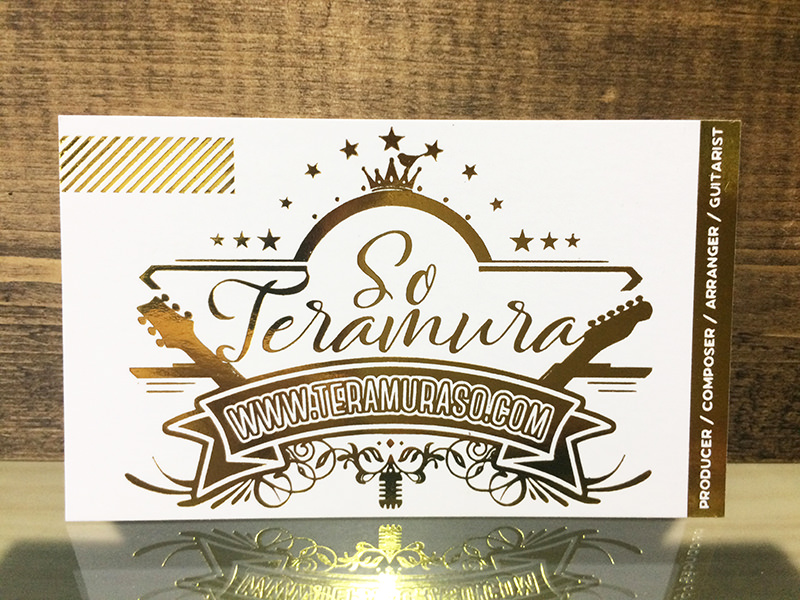 So
Teramura
WWW.TERAMURASO.COM
PRODUCER / COMPOSER / ARRANGER / GUITARIST